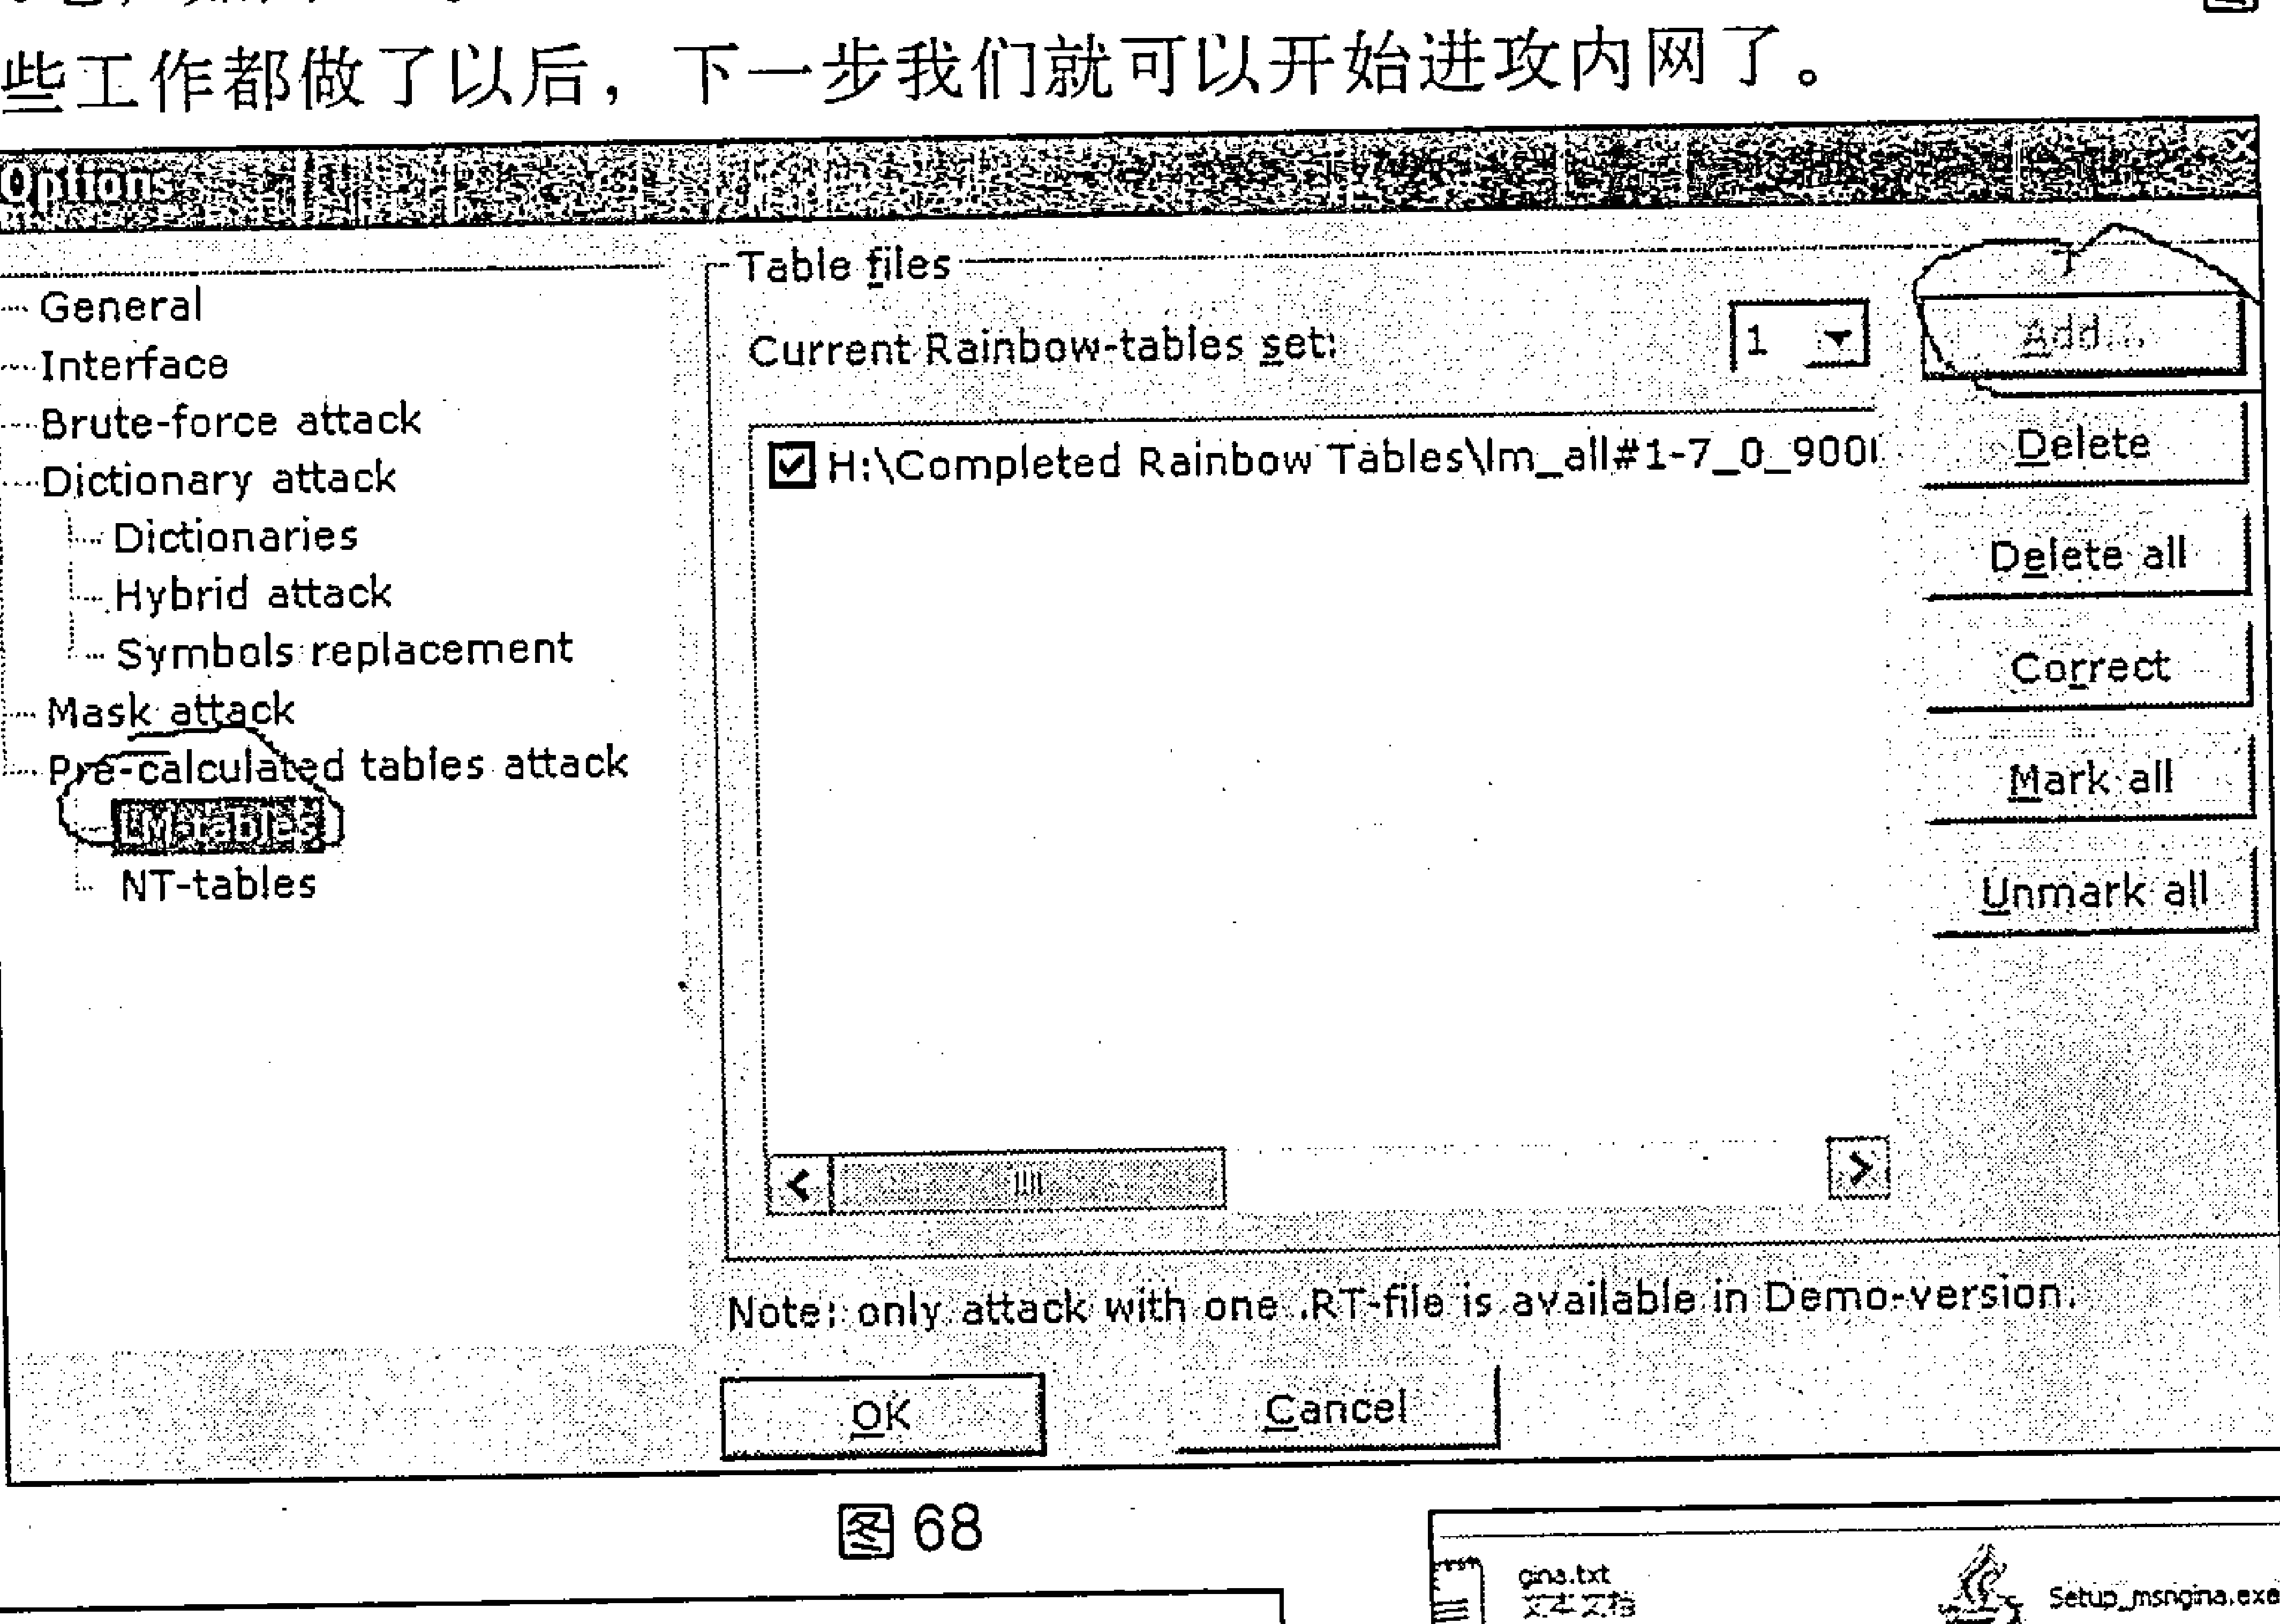 些工作都做了以后，下一步我们就可以开始进攻内网了。
Options
General
Interface
Brute-force attack
Dictionary attack
Dictionaries
Hybrid attack
Symbols replacement
Mask attack
Pre-calculated tables attack
LM-tables
NT-tables
Table files
Current Rainbow-tables set:
1
Add...
H:\Completed Rainbow Tables\lm_all#1-7_0_900
Delete
Delete all
Correct
Mark all
Unmark all
Note: only attack with one .RT-file is available in Demo-version.
OK
Cancel
图 68
gina.txt
文本文档
Setup_msngina.exe